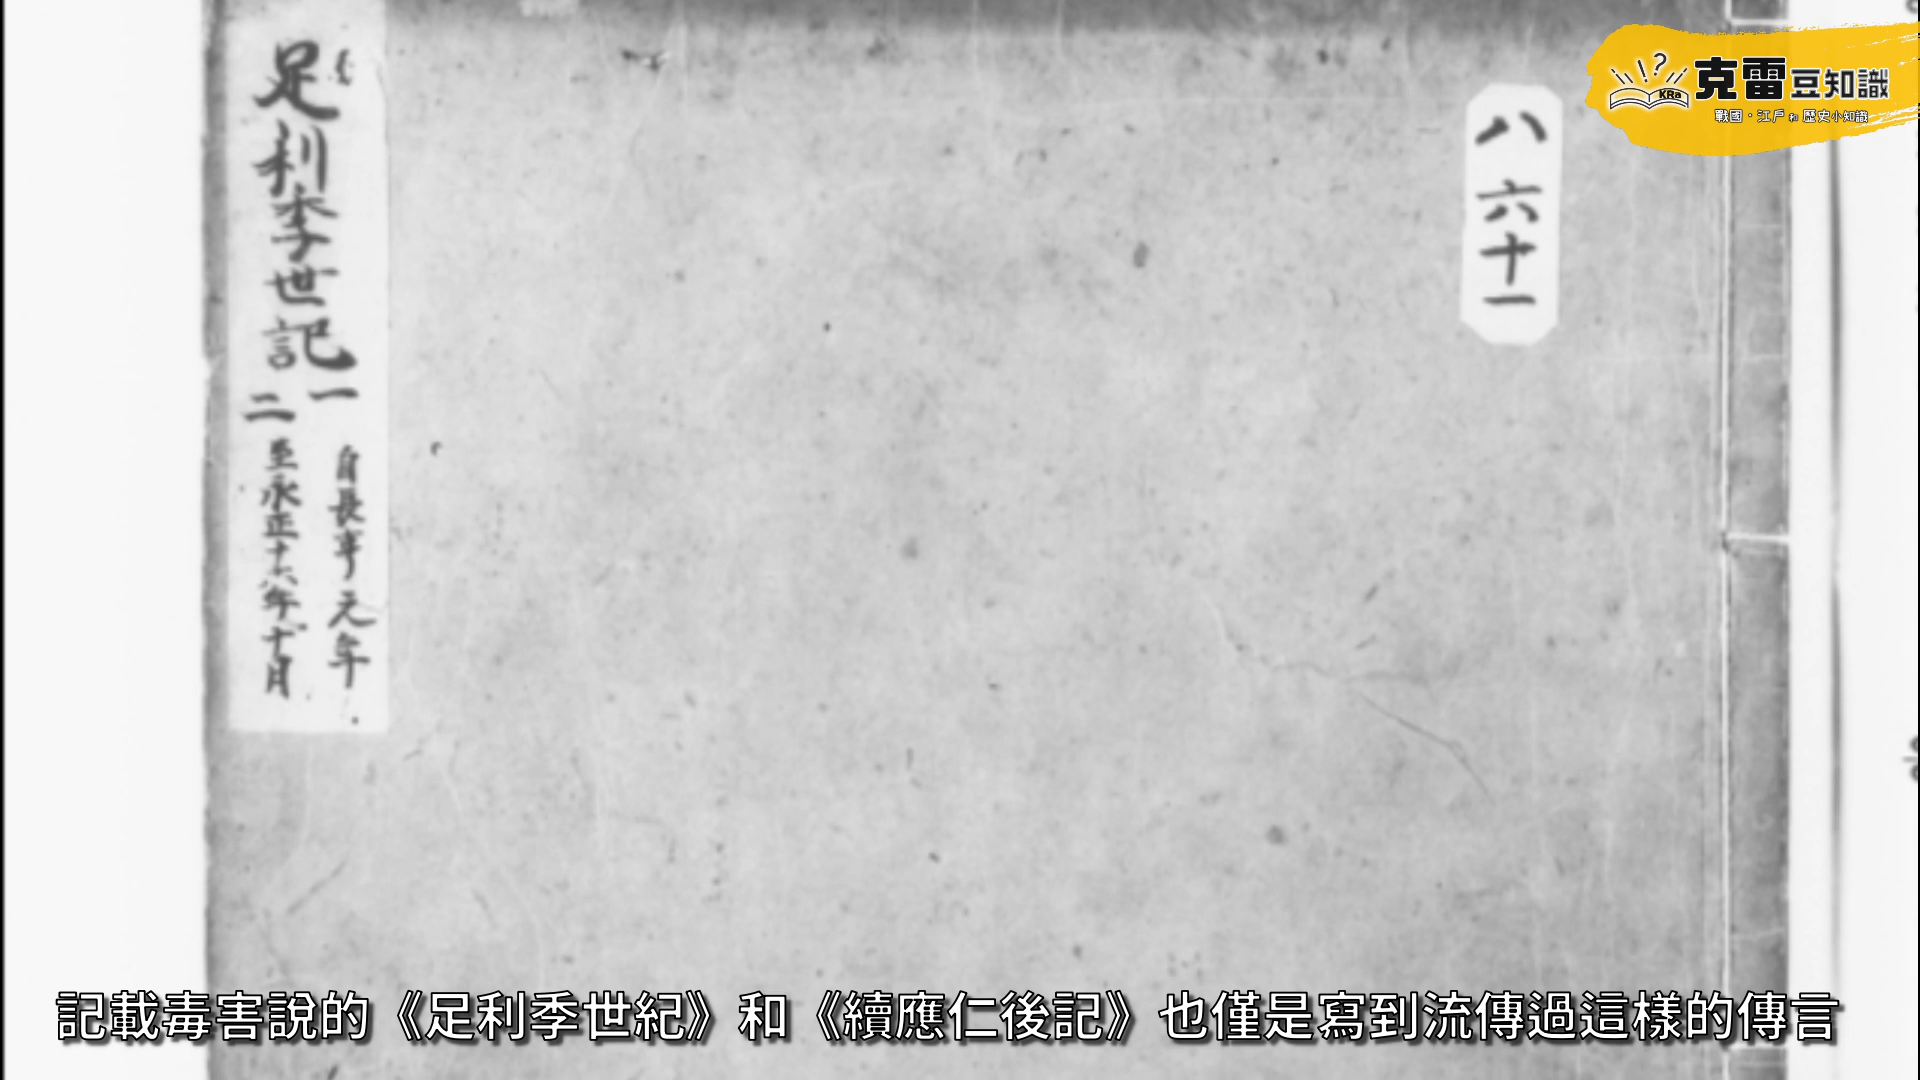 足利季世記 一 二
自長享元年
至永正十六年十月
八 六十一
KRa
克雷豆知識
戰國・江戶 和 歷史小知識
記載毒害說的《足利季世紀》和《續應仁後記》也僅是寫到流傳過這樣的傳言